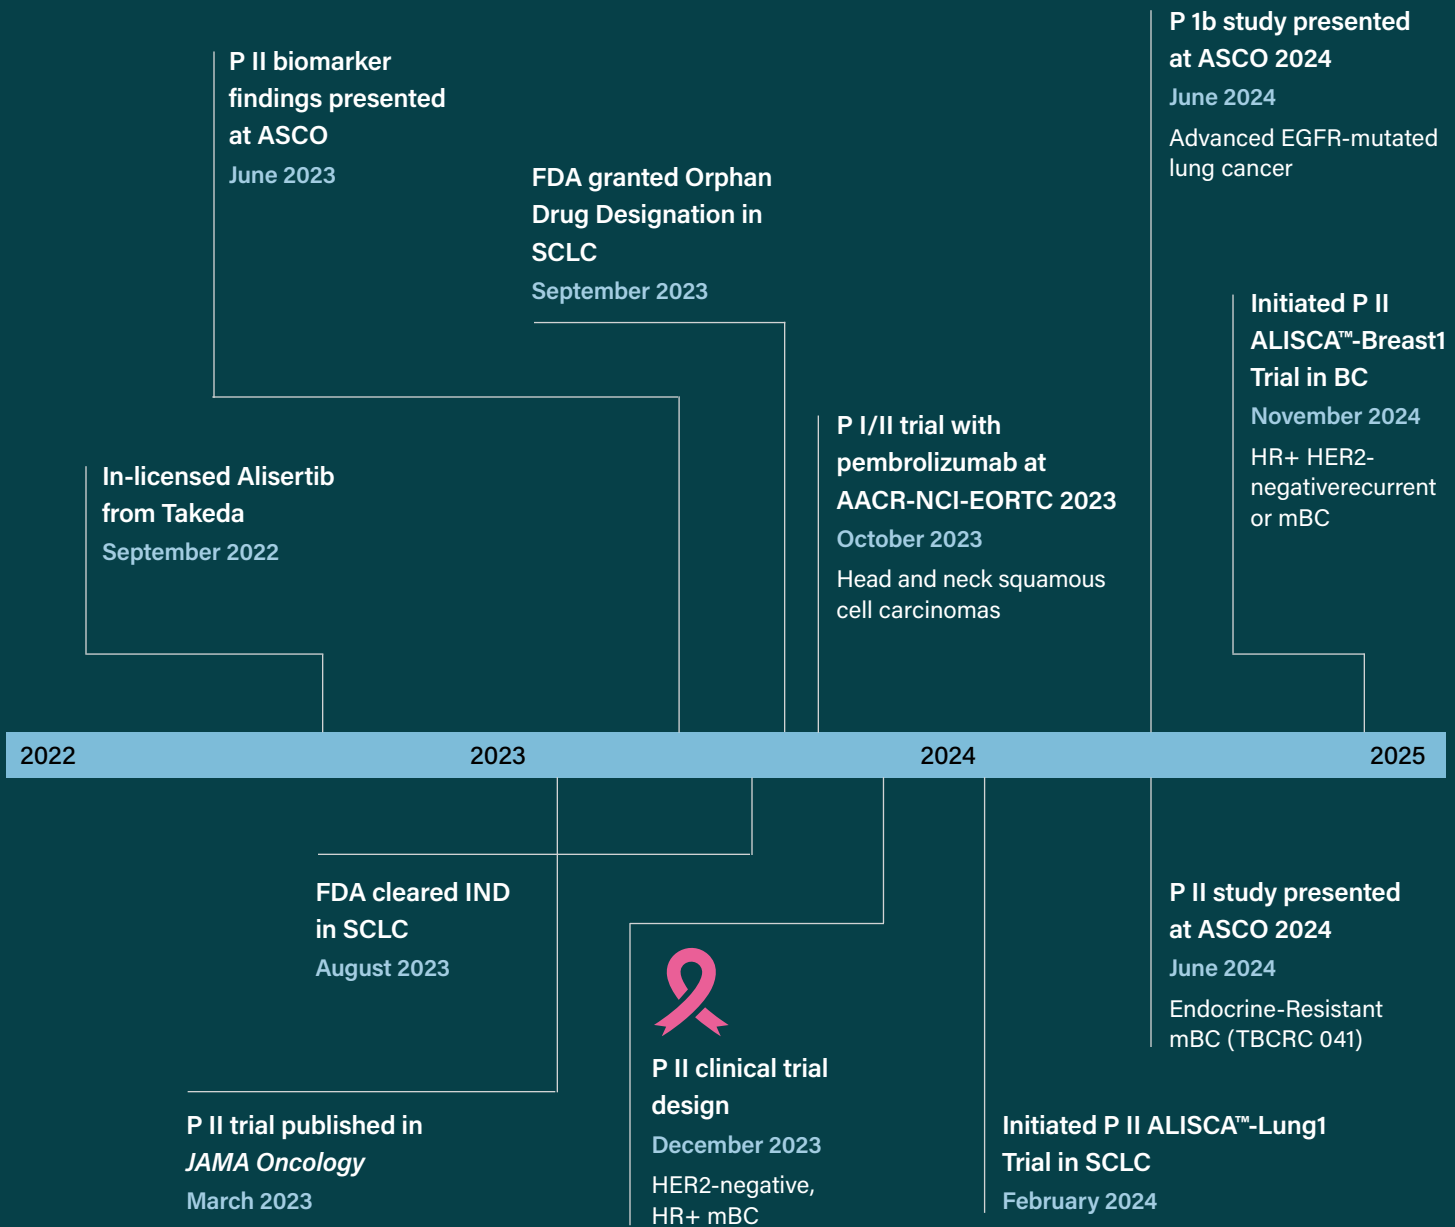 P II biomarker
findings presented
at ASCO
June 2023
FDA granted Orphan
Drug Designation in
SCLC
September 2023
P 1b study presented
at ASCO 2024
June 2024
Advanced EGFR-mutated
lung cancer
In-licensed Alisertib
from Takeda
September 2022
P I/II trial with
pembrolizumab at
AACR-NCI-EORTC 2023
October 2023
Head and neck squamous
cell carcinomas
Initiated P II
ALISCA™-Breast1
Trial in BC
November 2024
HR+ HER2-
negativerecurrent
or mBC
2022
2023
2024
2025
FDA cleared IND
in SCLC
August 2023
P II trial published in
JAMA Oncology
March 2023
P II clinical trial
design
December 2023
HER2-negative,
HR+ mBC
P II study presented
at ASCO 2024
June 2024
Endocrine-Resistant
mBC (TBCRC 041)
Initiated P II ALISCA™-Lung1
Trial in SCLC
February 2024